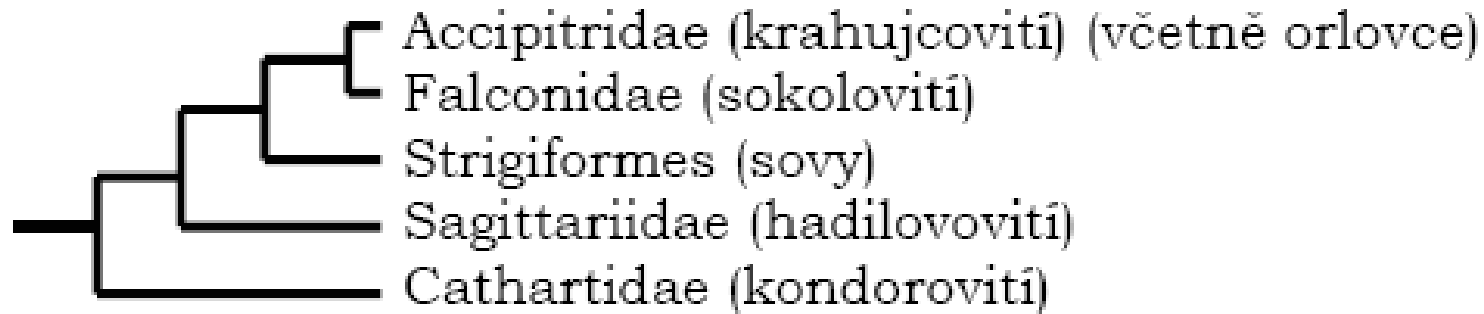 Accipitridae (krahujcovití) (včetně orlovce)
Falconidae (sokolovití)
Strigiformes (sovy)
Sagittariidae (hadilovovití)
Cathartidae (kondorovití)